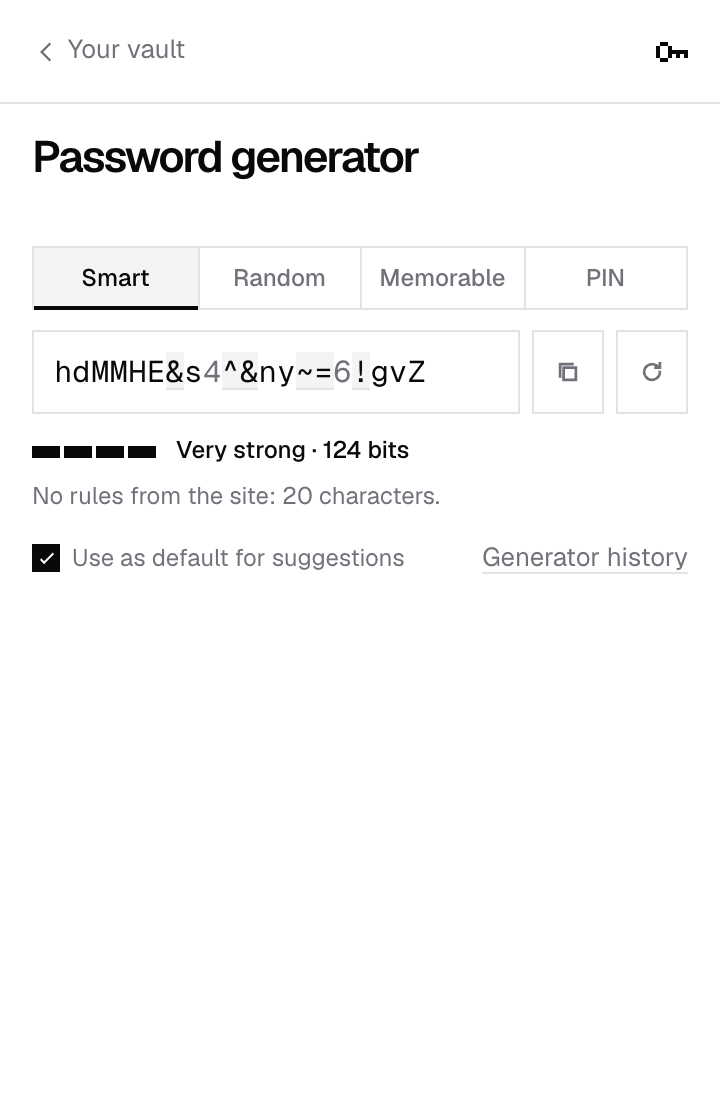 Your vault
Password generator
Smart Random Memorable PIN
hdMMHE&s4^&ny~=6!gvZ
Very strong · 124 bits
No rules from the site: 20 characters.
Use as default for suggestions Generator history